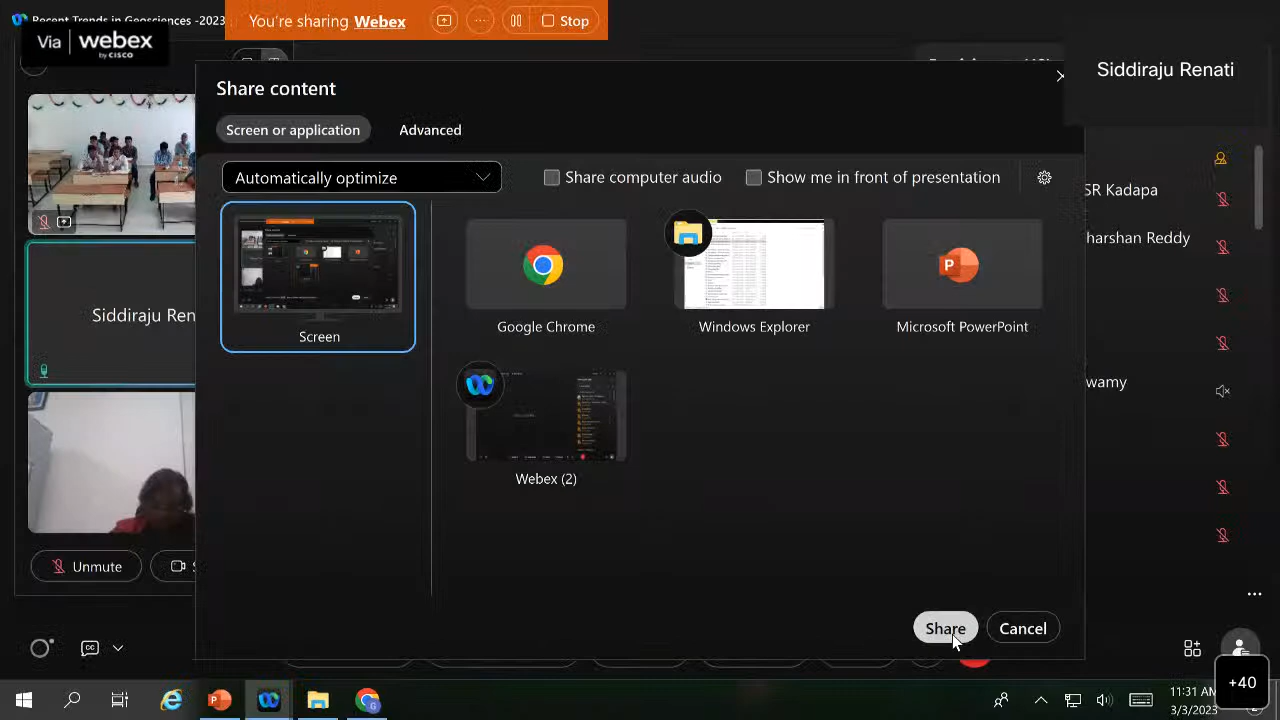 Recent Trends in Geosciences -2023
You're sharing Webex
Stop
Via webex
by CISCO
Siddiraju Renati
Share content
Screen or application
Advanced
Automatically optimize
Share computer audio
Show me in front of presentation
SR Kadapa
Siddiraju Ren
Screen
Google Chrome
Windows Explorer
Microsoft PowerPoint
wamy
Webex (2)
Unmute
Share
Cancel
CC
11:31 AM
3/3/2023
+40